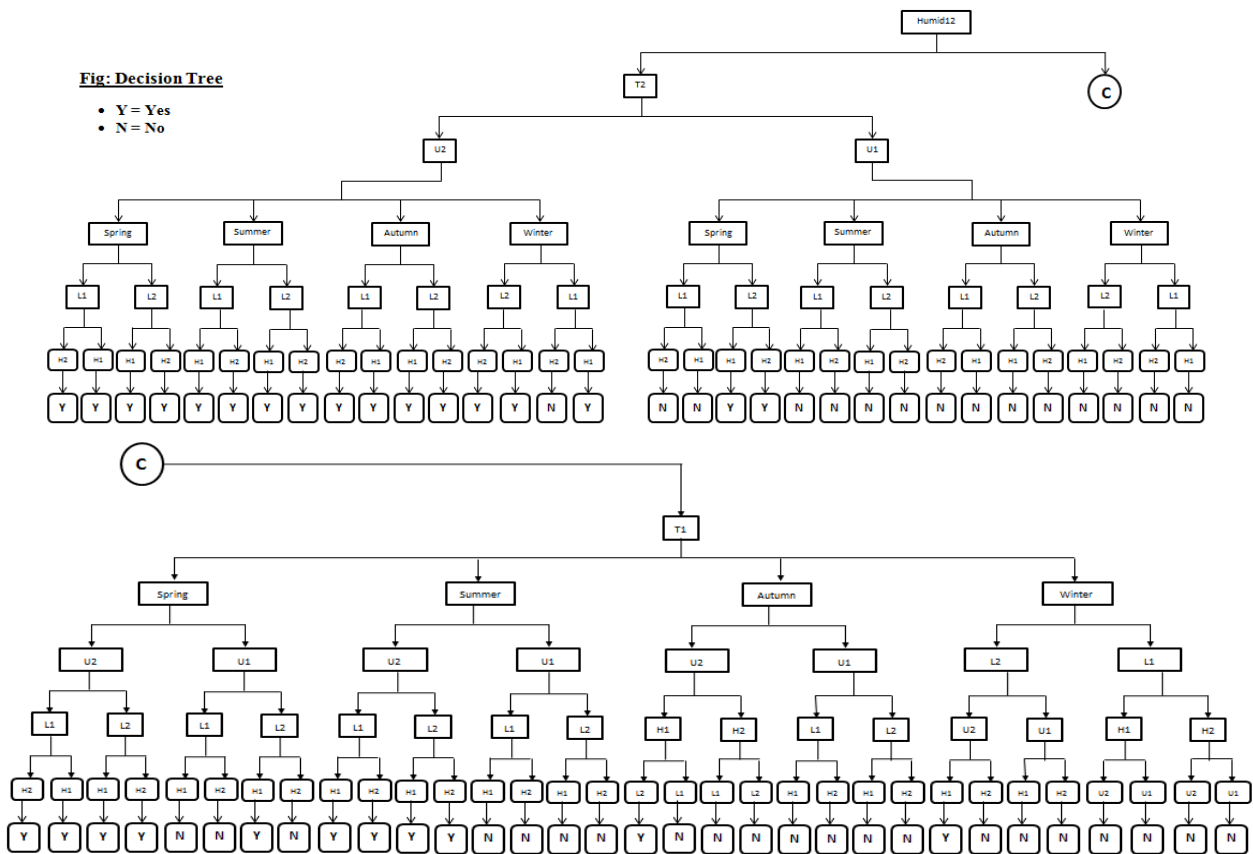 Humid12
Fig: Decision Tree
T2
C
• Y = Yes
• N = No
U2 U1
Spring Summer Autumn Winter Spring Summer Autumn Winter
L1 L2 L1 L2 L1 L2 L2 L1 L1 L2 L1 L2 L1 L2 L2 L1
H2 H1 H1 H2 H1 H2 H1 H2 H2 H1 H1 H2 H2 H1 H2 H1 H2 H1 H1 H2 H1 H2 H1 H2 H2 H1 H1 H2 H1 H2 H2 H1
Y Y Y Y Y Y Y Y Y Y Y Y Y Y N Y N N Y Y N N N N N N N N N N N N
C
T1
Spring Summer Autumn Winter
U2 U1 U2 U1 U2 U1 L2 L1
L1 L2 L1 L2 L1 L2 L1 L2 H1 H2 L1 L2 U2 U1 H1 H2
H2 H1 H1 H2 H1 H2 H1 H2 H1 H2 H1 H2 H1 H2 H1 H2 L2 L1 L1 L2 H1 H2 H1 H2 H1 H2 H1 H2 U2 U1 U2 U1
Y Y Y Y N N Y N Y Y Y Y N N N N Y N N N N N N N Y N N N N N N N